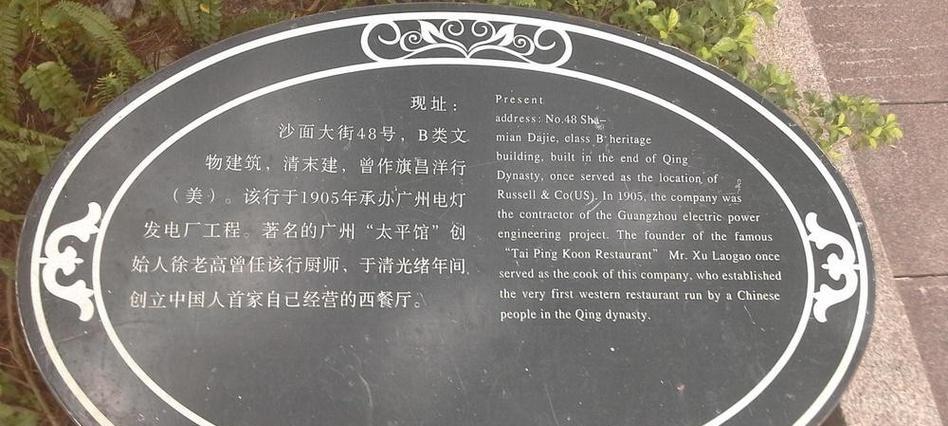 现址：
沙面大街48号，B类文
物建筑，清末建，曾作旗昌洋行
（美）。该行于1905年承办广州电灯
发电厂工程。著名的广州“太平馆”创
始人徐老高曾任该行厨师，于清光绪年间
创立中国人首家自已经营的西餐厅。
Present
address: No.48 Sha-
mian Dajie, class B heritage
building, built in the end of Qing
Dynasty, once served as the location of
Russell & Co(US). In 1905, the company was
the contractor of the Guangzhou electric power
engineering project. The founder of the famous
“Tai Ping Koon Restaurant” Mr. Xu Laogao once
served as the cook of this company, who established
the very first western restaurant run by a Chinese
people in the Qing dynasty.